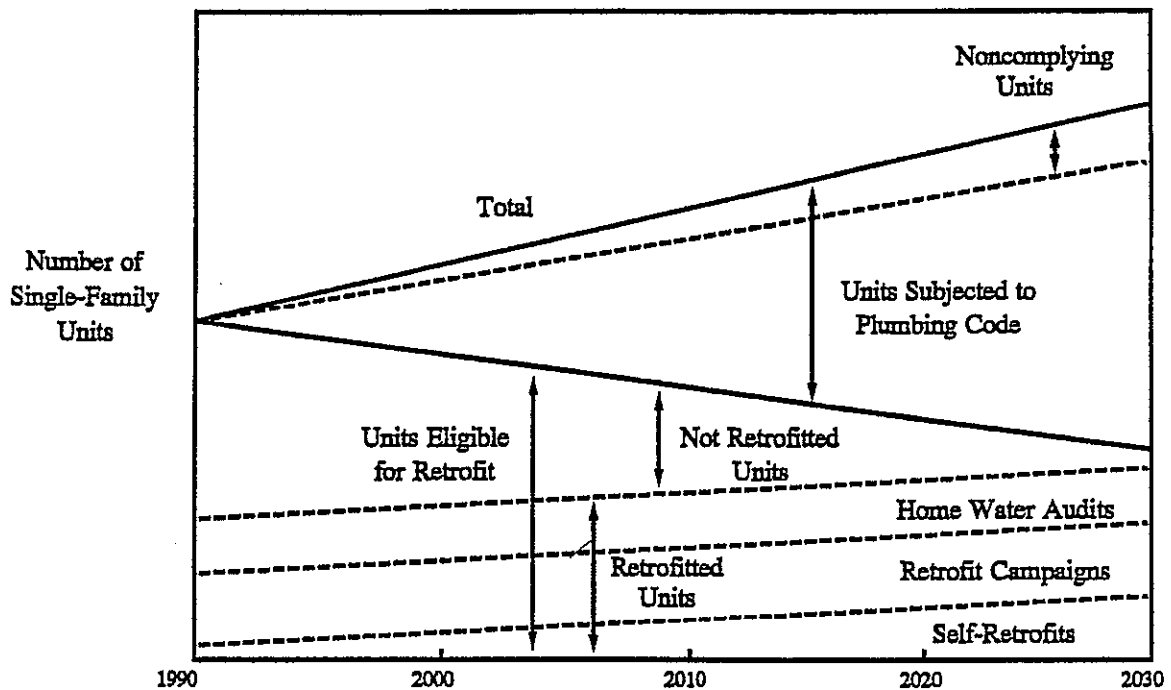 Noncomplying
Units
Total
Number of
Single-Family
Units
Units Subjected to
Plumbing Code
Units Eligible
for Retrofit
Not Retrofitted
Units
Home Water Audits
Retrofitted
Units
Retrofit Campaigns
Self-Retrofits
1990
2000
2010
2020
2030